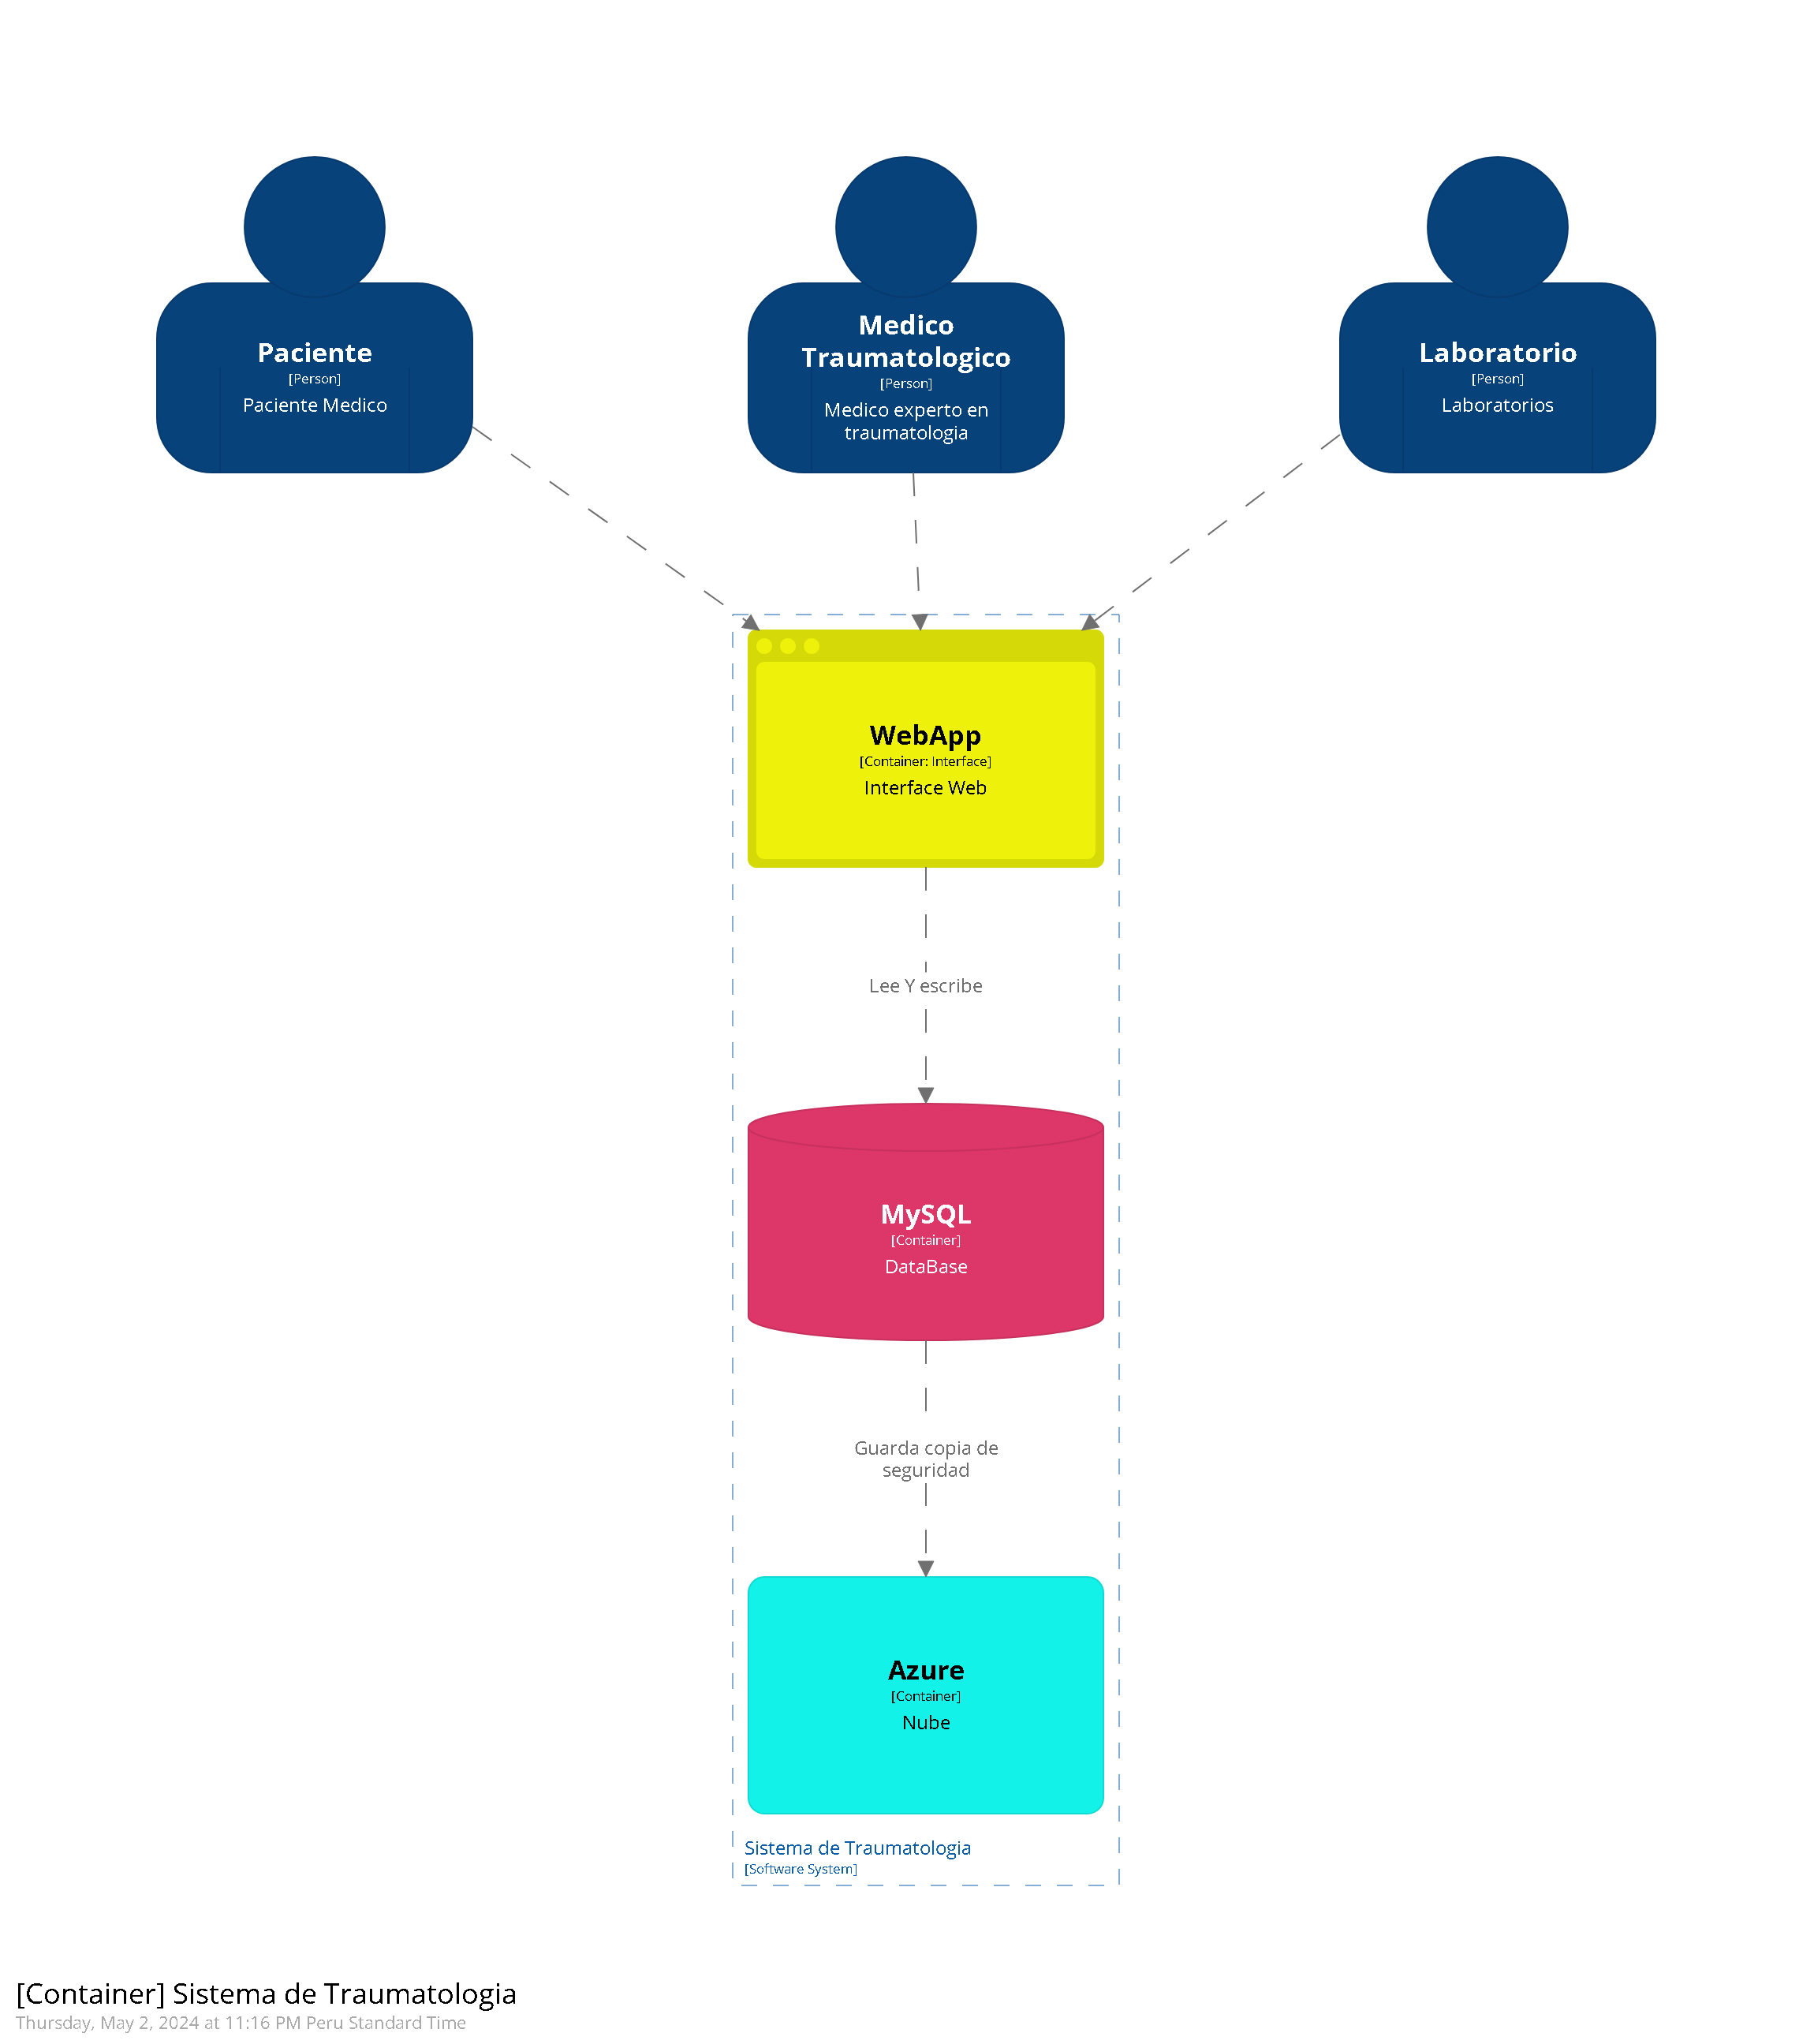 Paciente
[Person]
Paciente Medico
Medico
Traumatologico
[Person]
Medico experto en
traumatologia
Laboratorio
[Person]
Laboratorios
WebApp
[Container: Interface]
Interface Web
Lee Y escribe
MySQL
[Container]
DataBase
Guarda copia de
seguridad
Azure
[Container]
Nube
Sistema de Traumatologia
[Software System]
[Container] Sistema de Traumatologia
Thursday, May 2, 2024 at 11:16 PM Peru Standard Time